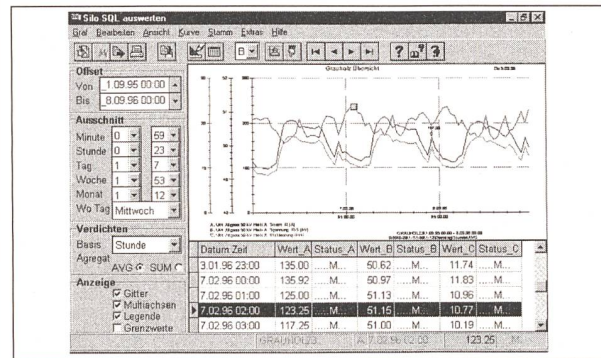 Silo SQL auswerten
Graf Bearbeiten Ansicht Kurve Stamm Extras Hilfe
B
Offset
Von 1.09.95 00:00
Bis 8.09.96 00:00
Ausschnitt
Minute 0 59
Stunde 0 23
Tag 1 7
Woche 1 53
Monat 1 12
Wo Tag Mittwoch
Verdichten
Basis Stunde
Agregat
AVG SUM
Anzeige
Gitter
Multiachsen
Legende
Grenzwerte
Grauholz Übersicht
Datum Zeit Wert_A Status_A Wert_B Status_B Wert_C Status_C
3.01.96 23:00 135.00 .....M... 50.62 .....M... 11.74 .....M...
7.02.96 00:00 135.92 .....M... 50.97 .....M... 11.83 .....M...
7.02.96 01:00 125.00 .....M... 51.13 .....M... 10.96 .....M...
7.02.96 02:00 123.25 .....M... 51.15 .....M... 10.77 .....M...
7.02.96 03:00 117.25 .....M... 51.00 .....M... 10.19 .....M...
A: 7.02.96 02:00 123.25 ...M...